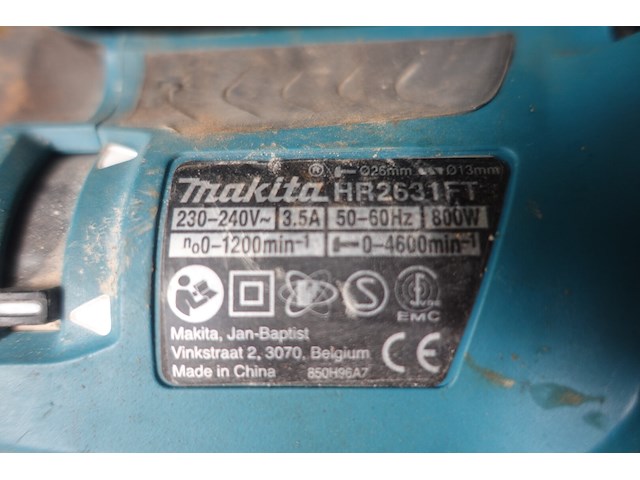 makita® Ø26mm Ø13mm
HR2631FT
230-240V~ 3.5A 50-60Hz 800W
n₀0-1200min⁻¹ 0-4600min⁻¹
S
EMC
Makita, Jan-Baptist
Vinkstraat 2, 3070, Belgium
Made in China 850H96A7 CE